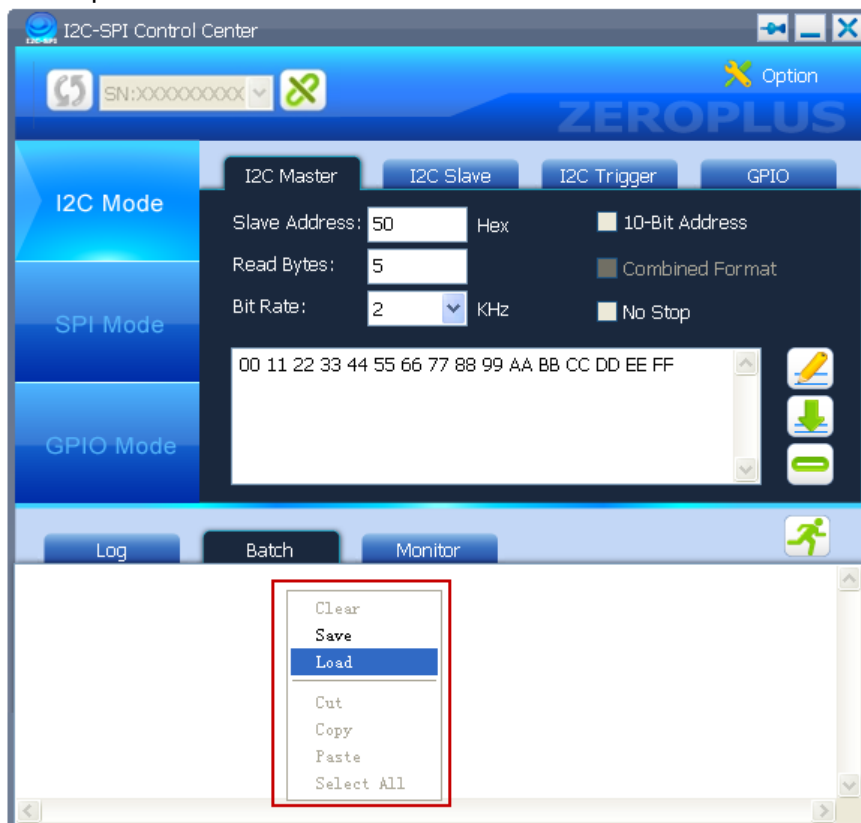 I2C-SPI Control Center
SN:XXXXXXXXX
Option
ZEROPLUS
I2C Mode
SPI Mode
GPIO Mode
I2C Master I2C Slave I2C Trigger GPIO
Slave Address: 50 Hex 10-Bit Address
Read Bytes: 5 Combined Format
Bit Rate: 2 KHz No Stop
00 11 22 33 44 55 66 77 88 99 AA BB CC DD EE FF
Log Batch Monitor
Clear
Save
Load
Cut
Copy
Paste
Select All